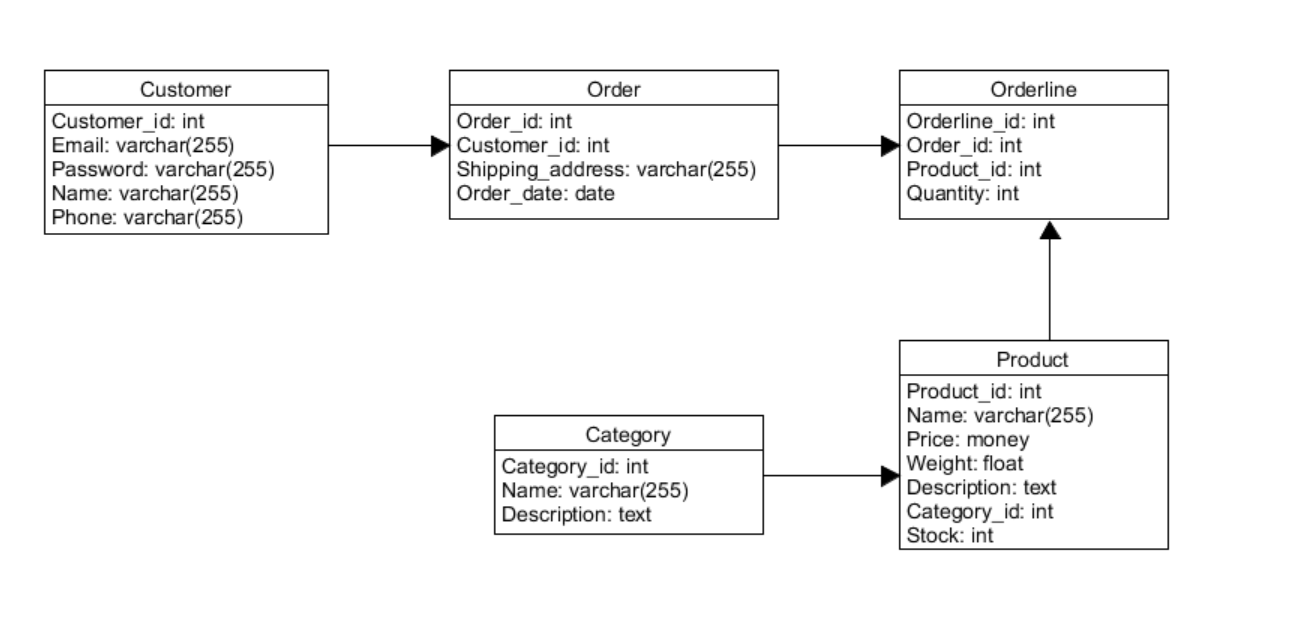 Customer
Customer_id: int
Email: varchar(255)
Password: varchar(255)
Name: varchar(255)
Phone: varchar(255)
Order
Order_id: int
Customer_id: int
Shipping_address: varchar(255)
Order_date: date
Orderline
Orderline_id: int
Order_id: int
Product_id: int
Quantity: int
Category
Category_id: int
Name: varchar(255)
Description: text
Product
Product_id: int
Name: varchar(255)
Price: money
Weight: float
Description: text
Category_id: int
Stock: int